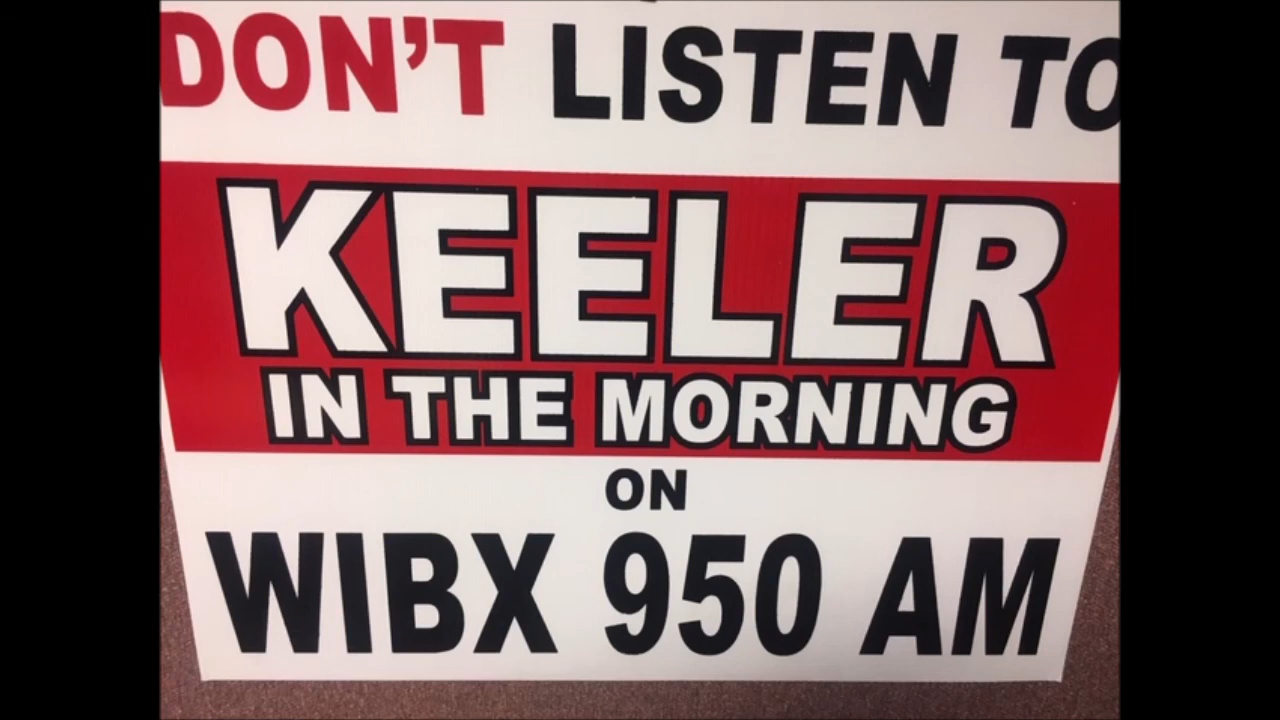 DON'T LISTEN TO
KEELER
IN THE MORNING
ON
WIBX 950 AM